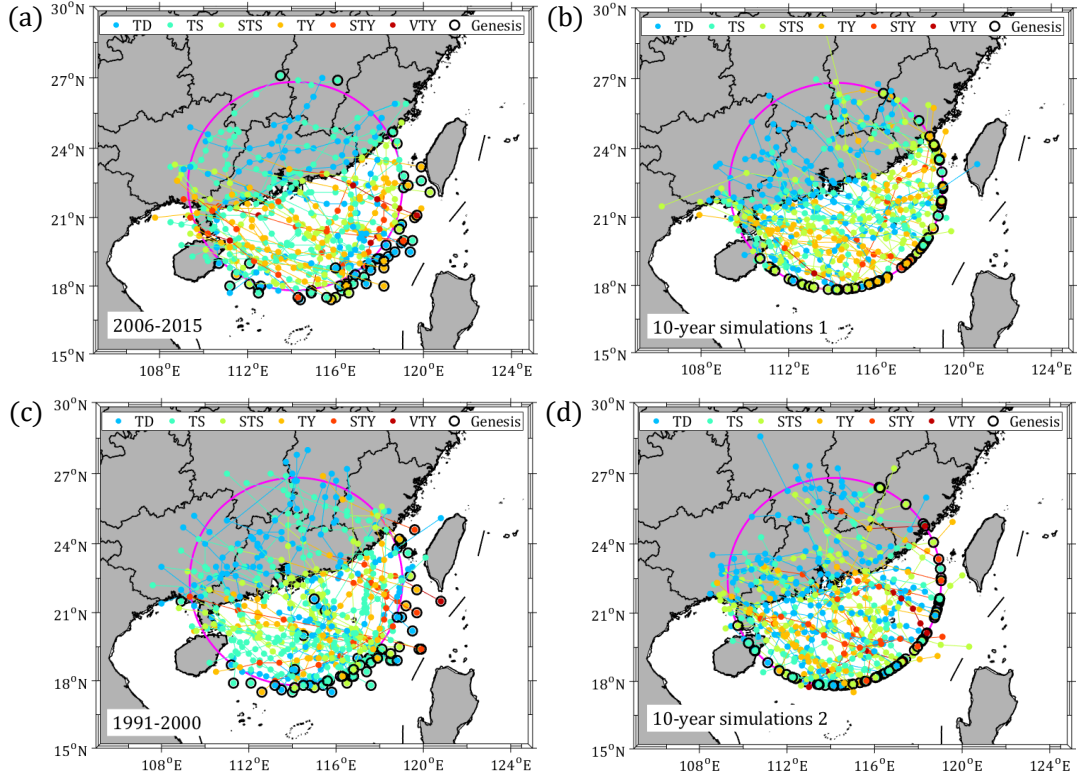 (a)
30°N
27°N
24°N
21°N
18°N
15°N
TD TS STS TY STY VTY Genesis
2006-2015
108°E 112°E 116°E 120°E 124°E
(b)
30°N
27°N
24°N
21°N
18°N
15°N
TD TS STS TY STY VTY Genesis
10-year simulations 1
108°E 112°E 116°E 120°E 124°E
(c)
30°N
27°N
24°N
21°N
18°N
15°N
TD TS STS TY STY VTY Genesis
1991-2000
108°E 112°E 116°E 120°E 124°E
(d)
30°N
27°N
24°N
21°N
18°N
15°N
TD TS STS TY STY VTY Genesis
10-year simulations 2
108°E 112°E 116°E 120°E 124°E